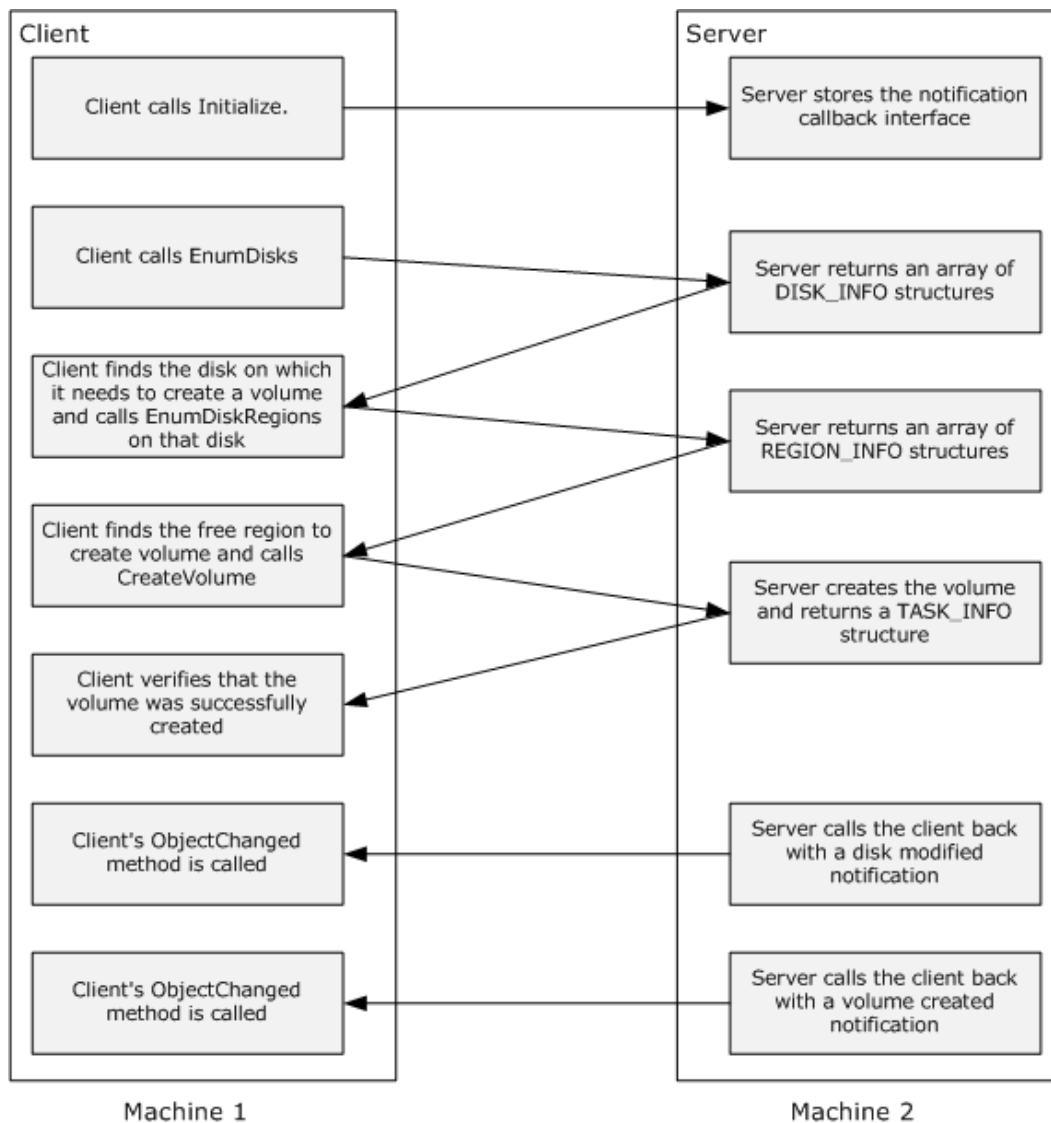 Client
Client calls Initialize.
Client calls EnumDisks
Client finds the disk on which
it needs to create a volume
and calls EnumDiskRegions
on that disk
Client finds the free region to
create volume and calls
CreateVolume
Client verifies that the
volume was successfully
created
Client's ObjectChanged
method is called
Client's ObjectChanged
method is called
Machine 1
Server
Server stores the notification
callback interface
Server returns an array of
DISK_INFO structures
Server returns an array of
REGION_INFO structures
Server creates the volume
and returns a TASK_INFO
structure
Server calls the client back
with a disk modified
notification
Server calls the client back
with a volume created
notification
Machine 2